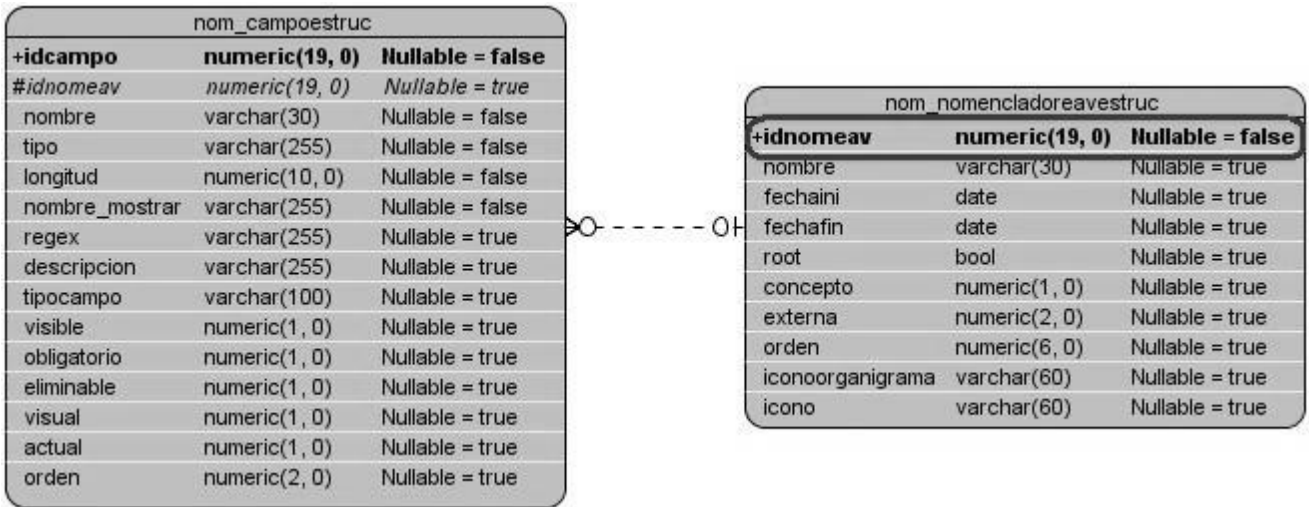 nom_campoestruc
+idcampo numeric(19, 0) Nullable = false
#idnomeav numeric(19, 0) Nullable = true
nombre varchar(30) Nullable = false
tipo varchar(255) Nullable = false
longitud numeric(10, 0) Nullable = false
nombre_mostrar varchar(255) Nullable = false
regex varchar(255) Nullable = true
descripcion varchar(255) Nullable = true
tipocampo varchar(100) Nullable = true
visible numeric(1, 0) Nullable = true
obligatorio numeric(1, 0) Nullable = true
eliminable numeric(1, 0) Nullable = true
visual numeric(1, 0) Nullable = true
actual numeric(1, 0) Nullable = true
orden numeric(2, 0) Nullable = true
nom_nomencladoreavestruc
+idnomeav numeric(19, 0) Nullable = false
nombre varchar(30) Nullable = true
fechaini date Nullable = true
fechafin date Nullable = true
root bool Nullable = true
concepto numeric(1, 0) Nullable = true
externa numeric(2, 0) Nullable = true
orden numeric(6, 0) Nullable = true
iconoorganigrama varchar(60) Nullable = true
icono varchar(60) Nullable = true